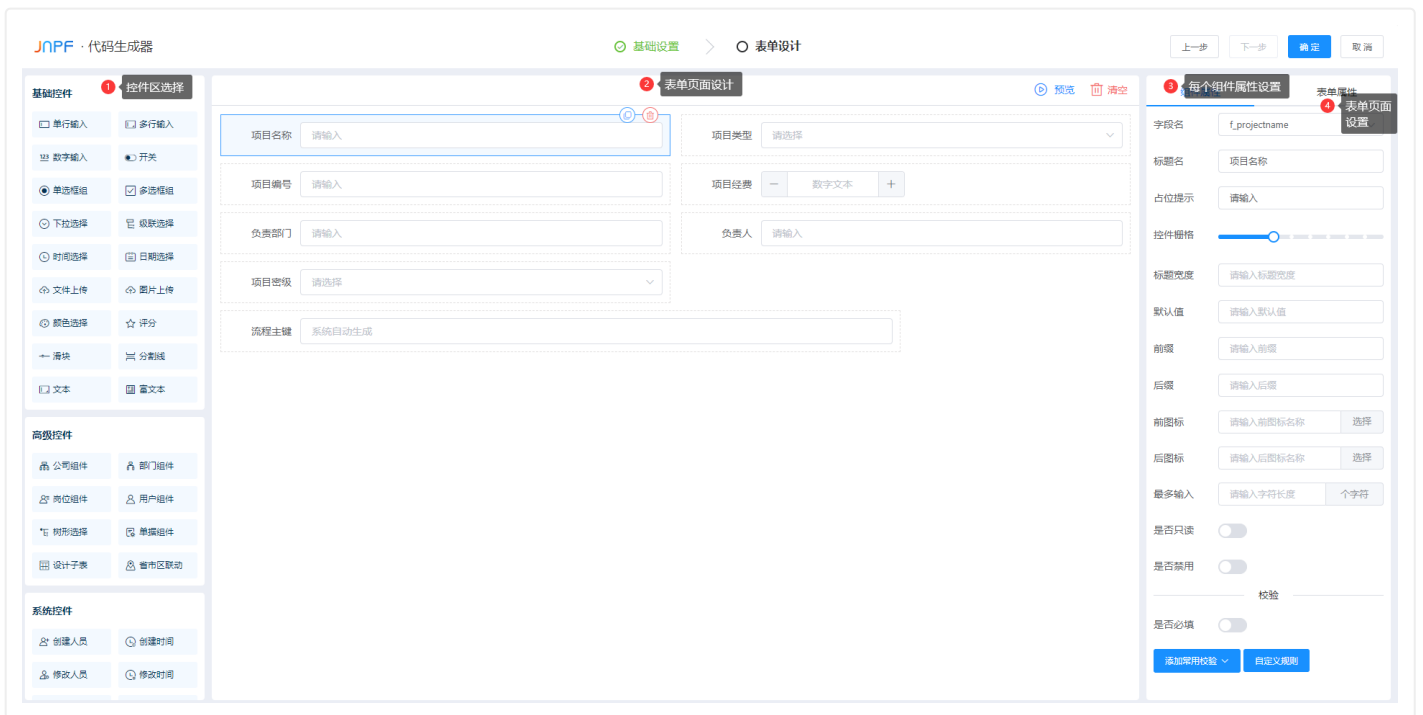 JNPF · 代码生成器
基础设置
表单设计
上一步
下一步
确定
取消
基础控件
1 控件区选择
单行输入
多行输入
123 数字输入
开关
单选框组
多选框组
下拉选择
级联选择
时间选择
日期选择
文件上传
图片上传
颜色选择
评分
滑块
分割线
文本
富文本
高级控件
公司组件
部门组件
岗位组件
用户组件
树形选择
单据组件
设计子表
省市区联动
系统控件
创建人员
创建时间
修改人员
修改时间
2 表单页面设计
预览
清空
项目名称 请输入
项目类型 请选择
项目编号 请输入
项目经费 数字文本
负责部门 请输入
负责人 请输入
项目密级 请选择
流程主键 系统自动生成
3 每个组件属性设置
表单属性
4 表单页面
设置
字段名 f_projectname
标题名 项目名称
占位提示 请输入
控件栅格
标题宽度 请输入标题宽度
默认值 请输入默认值
前缀 请输入前缀
后缀 请输入后缀
前图标 请输入前图标名称 选择
后图标 请输入后图标名称 选择
最多输入 请输入字符长度 个字符
是否只读
是否禁用
校验
是否必填
添加常用校验
自定义规则